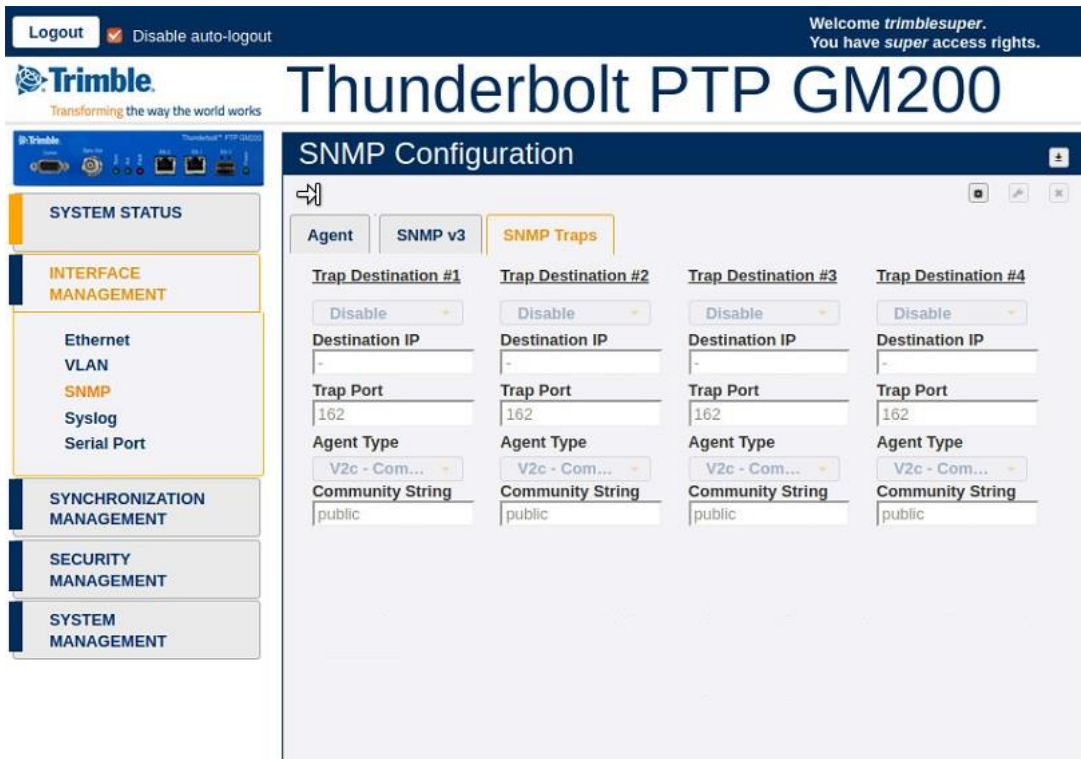 Logout
Disable auto-logout
Welcome trimblesuper.
You have super access rights.
Trimble.
Transforming the way the world works
Thunderbolt PTP GM200
Trimble
SNMP Configuration
SYSTEM STATUS
INTERFACE
MANAGEMENT
Ethernet
VLAN
SNMP
Syslog
Serial Port
SYNCHRONIZATION
MANAGEMENT
SECURITY
MANAGEMENT
SYSTEM
MANAGEMENT
Agent SNMP v3 SNMP Traps
Trap Destination #1 Trap Destination #2 Trap Destination #3 Trap Destination #4
Disable Disable Disable Disable
Destination IP Destination IP Destination IP Destination IP
- - - -
Trap Port Trap Port Trap Port Trap Port
162 162 162 162
Agent Type Agent Type Agent Type Agent Type
V2c - Com... V2c - Com... V2c - Com... V2c - Com...
Community String Community String Community String Community String
public public public public